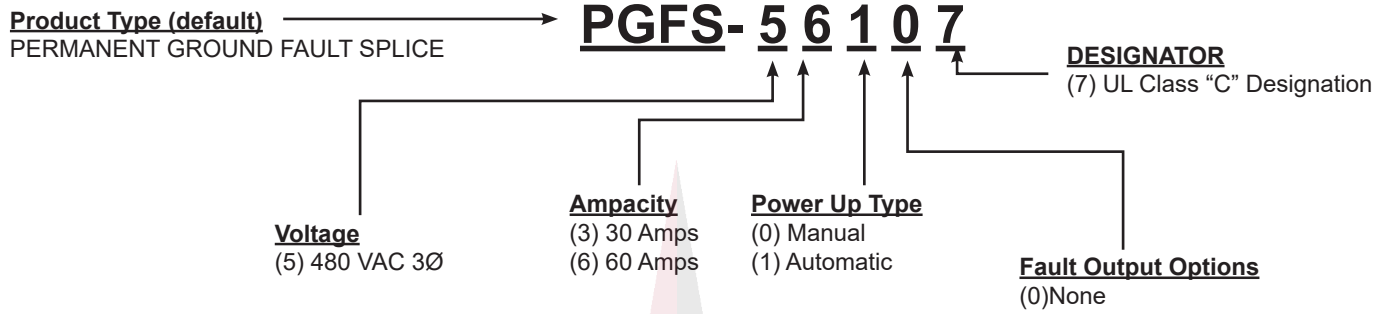 Product Type (default)
PERMANENT GROUND FAULT SPLICE
PGFS- 5 6 1 0 7
DESIGNATOR
(7) UL Class “C” Designation
Voltage
(5) 480 VAC 3Ø
Ampacity
(3) 30 Amps
(6) 60 Amps
Power Up Type
(0) Manual
(1) Automatic
Fault Output Options
(0)None